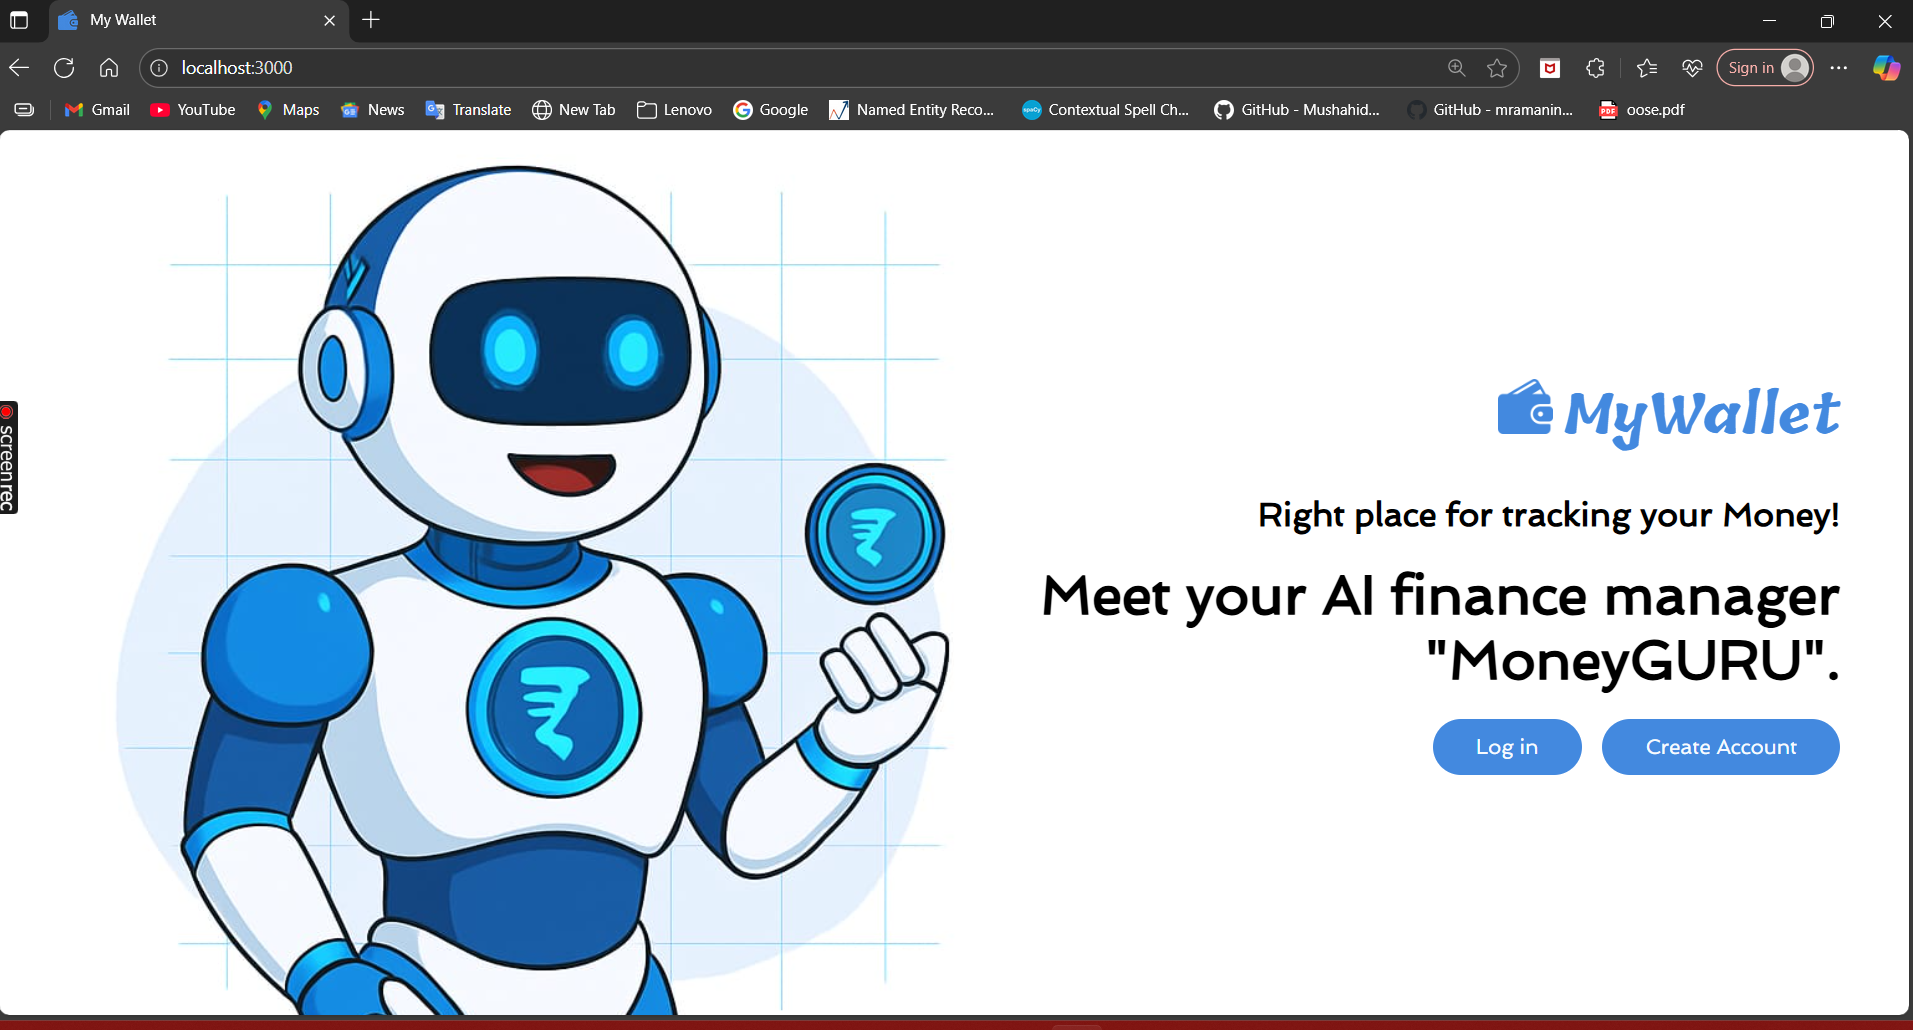 My Wallet
localhost:3000
Sign in
Gmail YouTube Maps News Translate New Tab Lenovo Google Named Entity Reco... Contextual Spell Ch... GitHub - Mushahid... GitHub - mramanin... oose.pdf
screenrec
MyWallet
Right place for tracking your Money!
Meet your AI finance manager
"MoneyGURU".
Log in Create Account